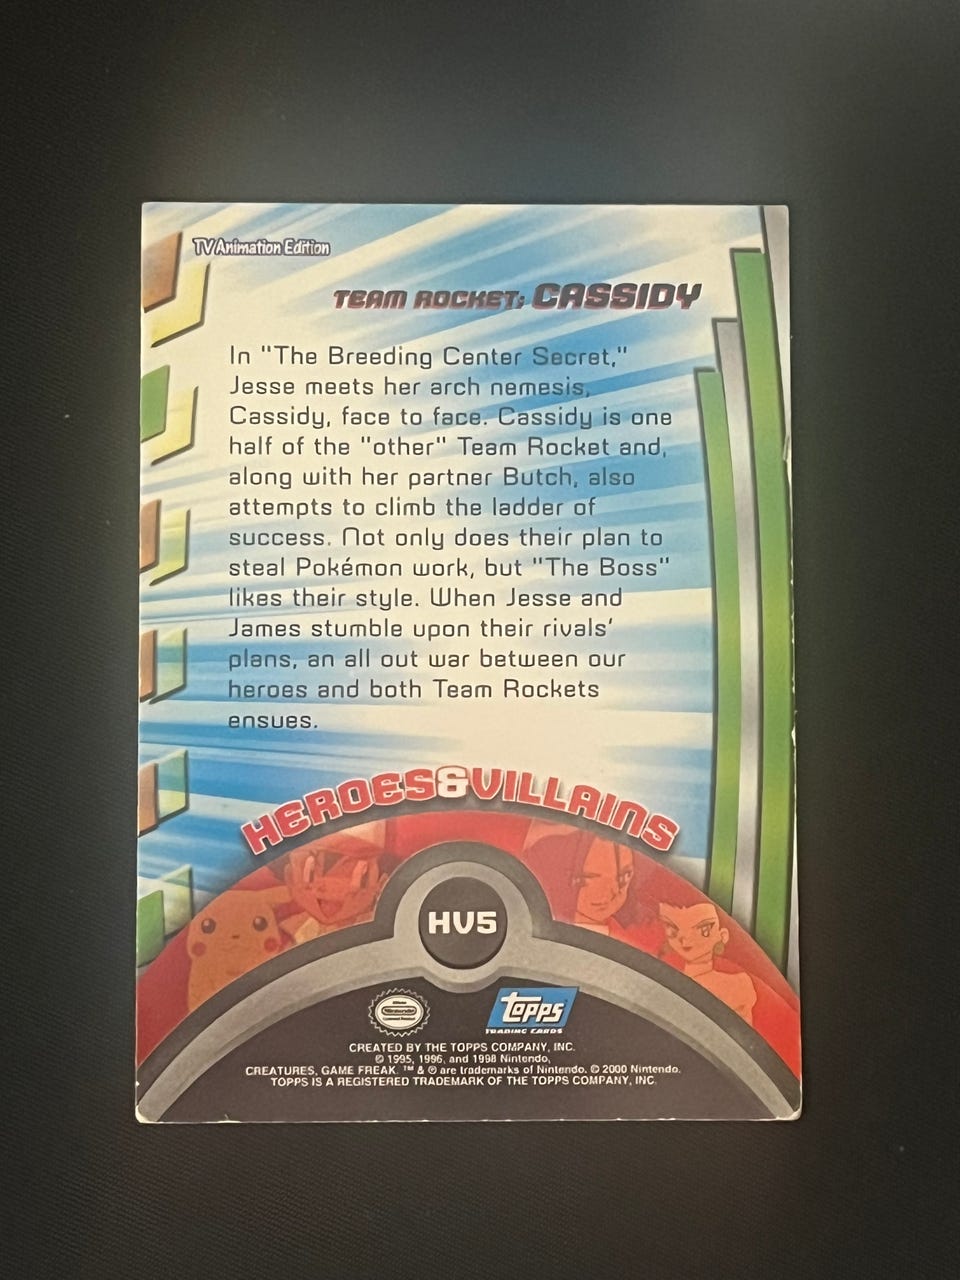 TV Animation Edition
TEAM ROCKET: CASSIDY
In "The Breeding Center Secret,"
Jesse meets her arch nemesis,
Cassidy, face to face. Cassidy is one
half of the "other" Team Rocket and,
along with her partner Butch, also
attempts to climb the ladder of
success. Not only does their plan to
steal Pokémon work, but "The Boss"
likes their style. When Jesse and
James stumble upon their rivals'
plans, an all out war between our
heroes and both Team Rockets
ensues.
HEROES&VILLAINS
HV5
Nintendo
topps
TRADING CARDS
CREATED BY THE TOPPS COMPANY, INC.
© 1995, 1996, and 1998 Nintendo,
CREATURES, GAME FREAK. ™ & ® are trademarks of Nintendo. © 2000 Nintendo.
TOPPS IS A REGISTERED TRADEMARK OF THE TOPPS COMPANY, INC.